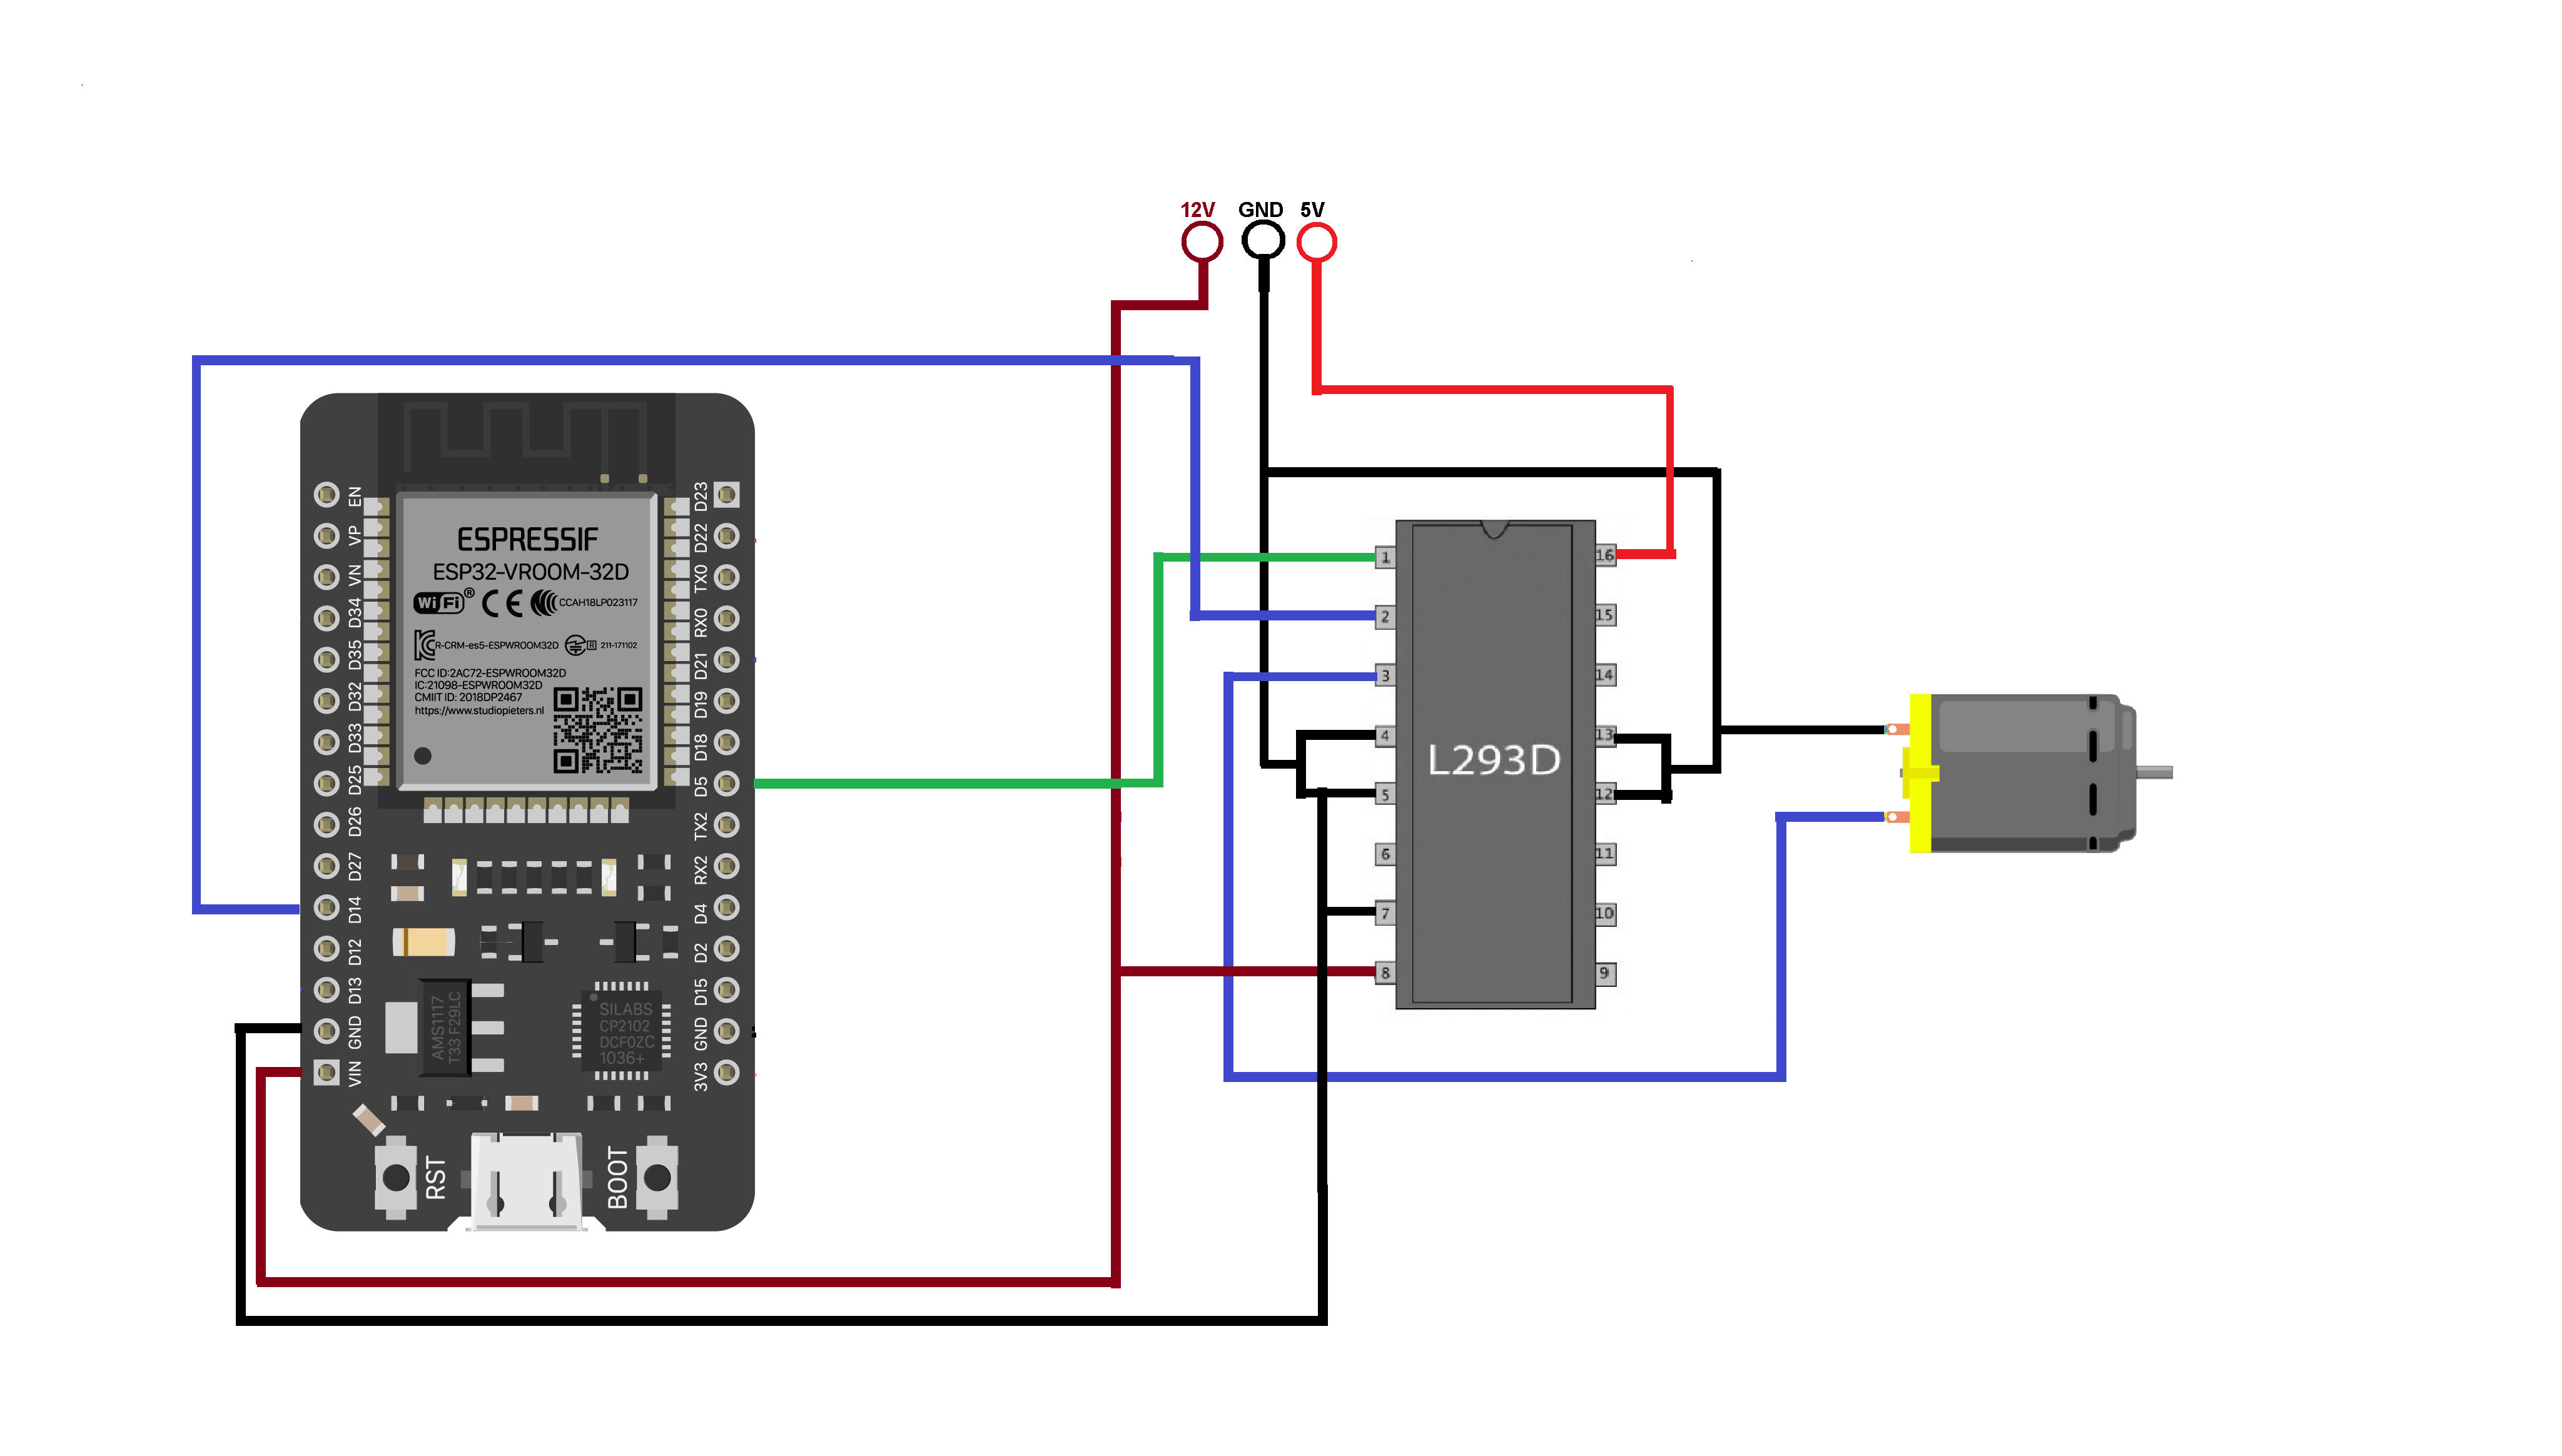 12V GND 5V
EN
VP
VN
D34
D35
D32
D33
D25
D26
D27
D14
D12
D13
GND
VIN
ESPRESSIF
ESP32-VROOM-32D
WiFi® CE CCAH18LP023117
R-CRM-es5-ESPWROOM32D R 211-171102
FCC ID:2AC72-ESPWROOM32D
IC:21098-ESPWROOM32D
CMIIT ID: 2018DP2467
https://www.studiopieters.nl
D23
D22
TX0
RX0
D21
D19
D18
D5
TX2
RX2
D4
D2
D15
GND
3V3
AMS1117
T33 F29LC
SILABS
CP2102
DCF0ZC
1036+
RST
BOOT
L293D
1
2
3
4
5
6
7
8
16
15
14
13
12
11
10
9